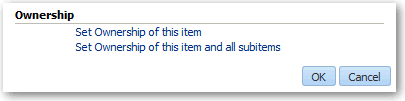 Ownership
Set Ownership of this item
Set Ownership of this item and all subitems
OK Cancel